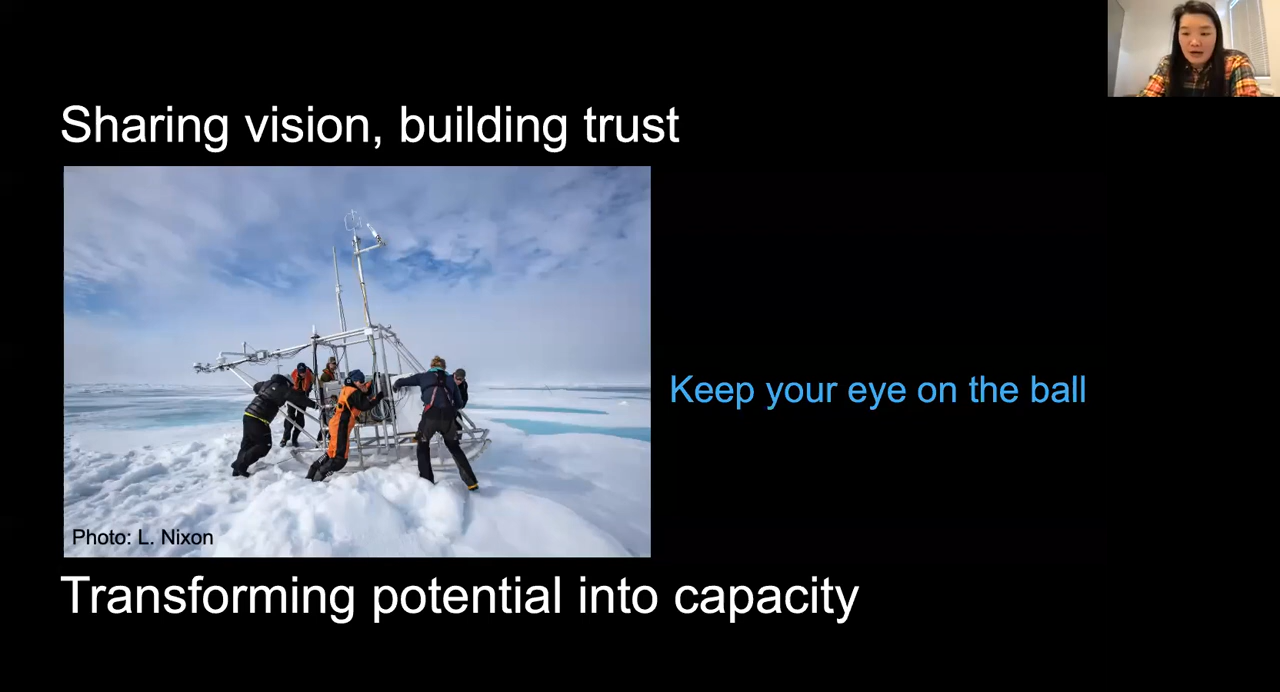 Sharing vision, building trust
Keep your eye on the ball
Photo: L. Nixon
Transforming potential into capacity